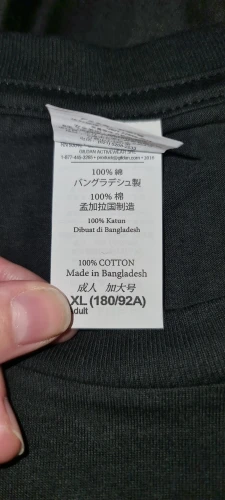 100% 綿
バングラデシュ製
100% 棉
孟加拉国制造
100% Katun
Dibuat di Bangladesh
100% COTTON
Made in Bangladesh
成人 加大号
XL (180/92A)
dult